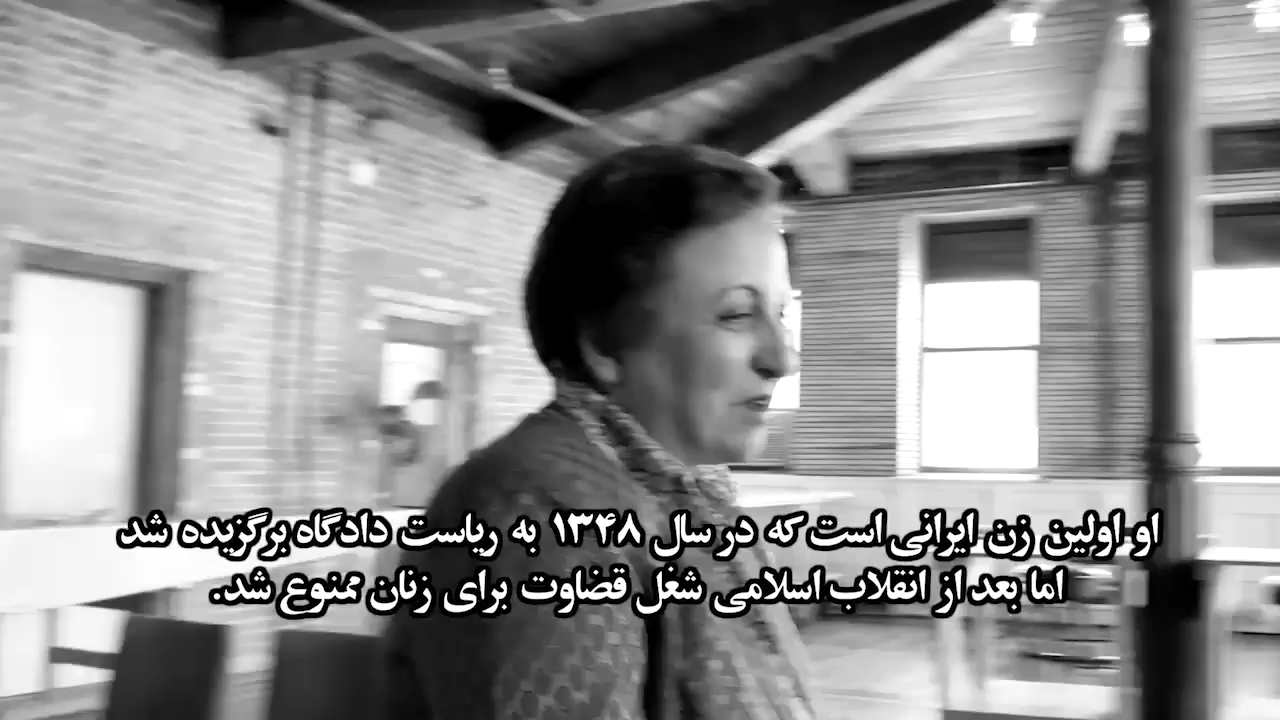 او اولین زن ایرانی است که در سال ۱۳۴۸ به ریاست دادگاه برگزیده شد
اما بعد از انقلاب اسلامی شغل قضاوت برای زنان ممنوع شد.